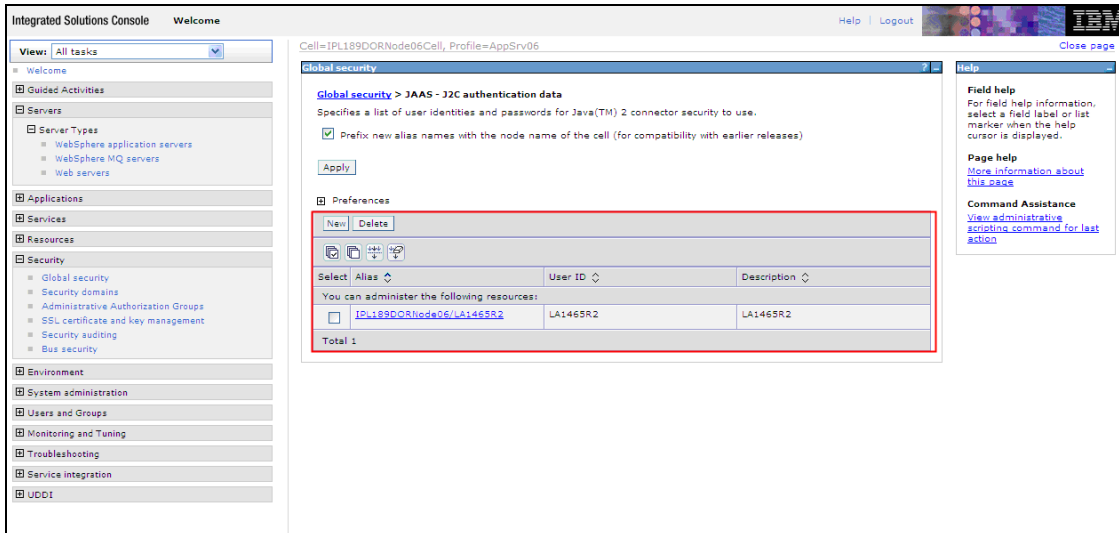 Integrated Solutions Console Welcome
Help | Logout
IBM
View: All tasks
Welcome
Guided Activities
Servers
Server Types
WebSphere application servers
WebSphere MQ servers
Web servers
Applications
Services
Resources
Security
Global security
Security domains
Administrative Authorization Groups
SSL certificate and key management
Security auditing
Bus security
Environment
System administration
Users and Groups
Monitoring and Tuning
Troubleshooting
Service integration
UDDI
Cell=IPL189DORNode06Cell, Profile=AppSrv06
Close page
Global security ? -
Global security > JAAS - J2C authentication data
Specifies a list of user identities and passwords for Java(TM) 2 connector security to use.
Prefix new alias names with the node name of the cell (for compatibility with earlier releases)
Apply
Preferences
New Delete
Select Alias User ID Description
You can administer the following resources:
IPL189DORNode06/LA1465R2 LA1465R2 LA1465R2
Total 1
Help -
Field help
For field help information,
select a field label or list
marker when the help
cursor is displayed.
Page help
More information about
this page
Command Assistance
View administrative
scripting command for last
action